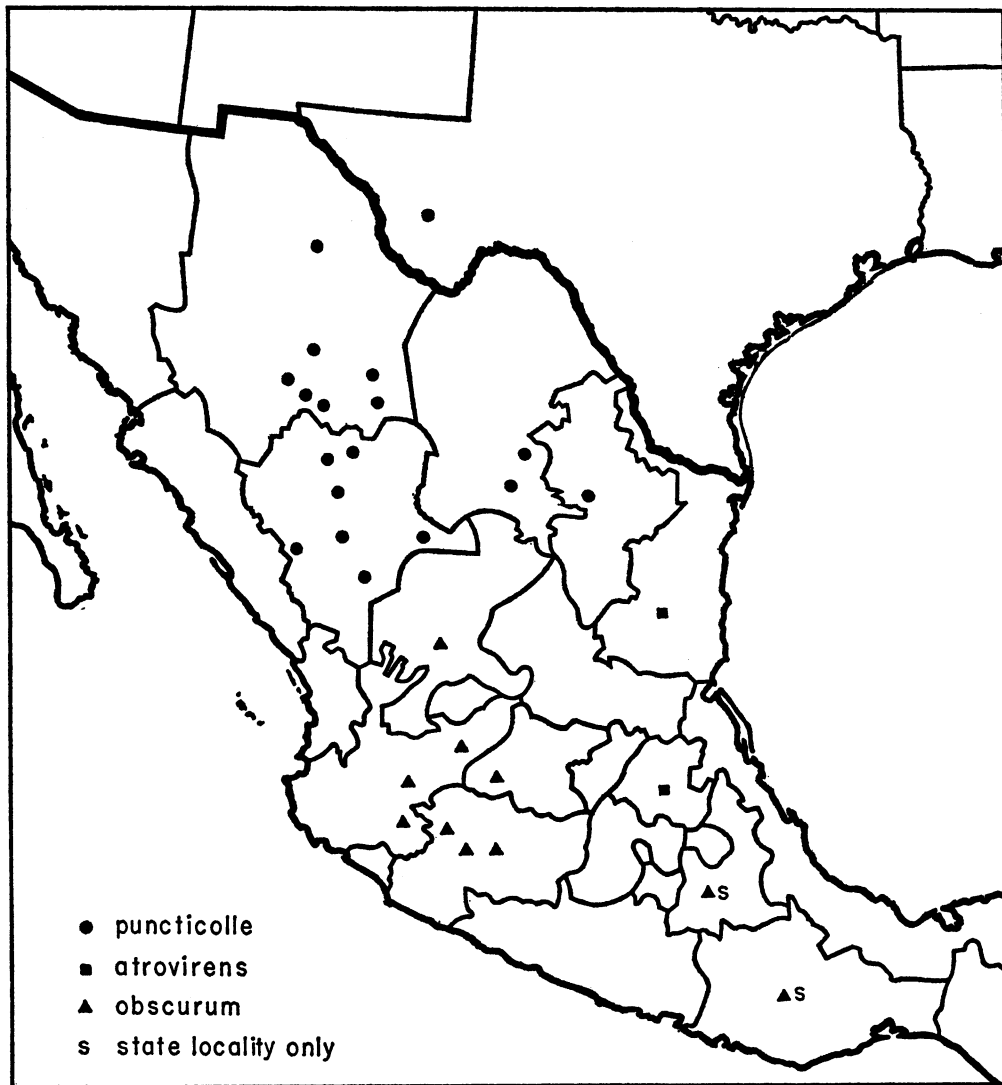 s
s
puncticolle
atrovirens
obscurum
s state locality only